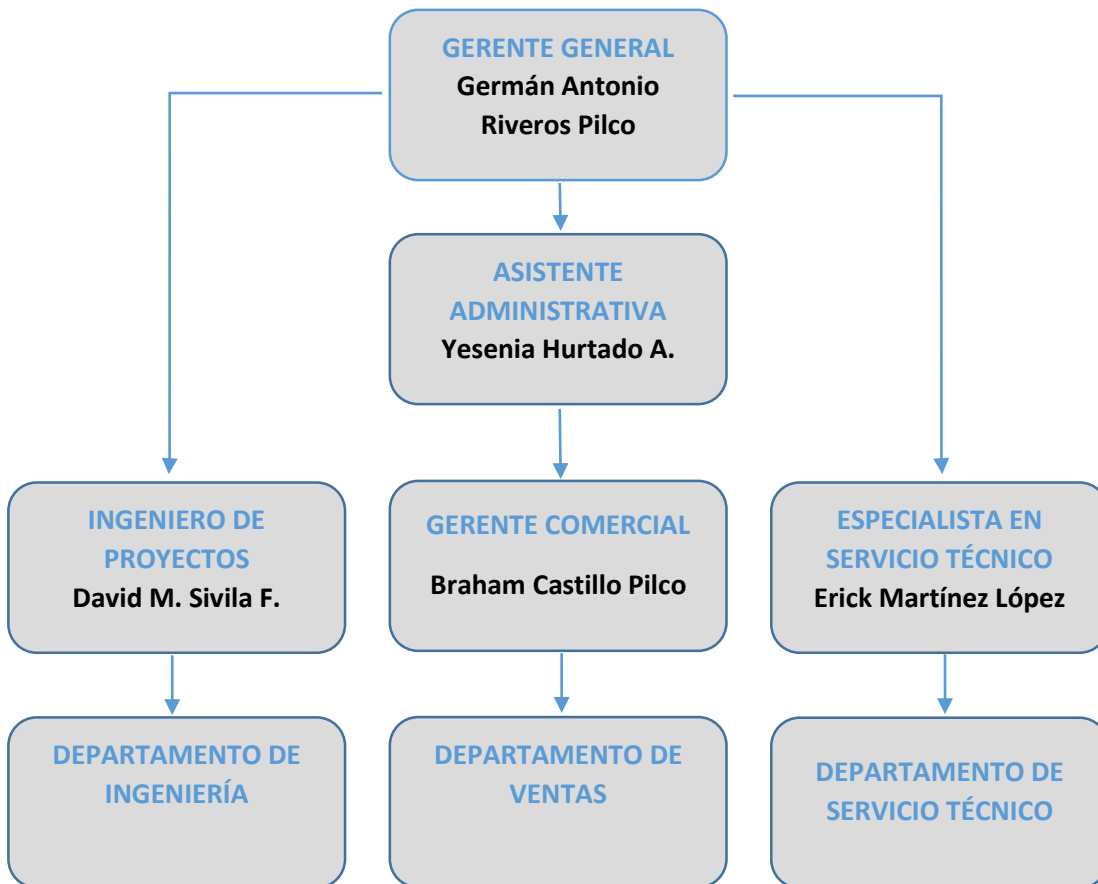 GERENTE GENERAL
Germán Antonio
Riveros Pilco
ASISTENTE
ADMINISTRATIVA
Yesenia Hurtado A.
INGENIERO DE
PROYECTOS
David M. Sivila F.
GERENTE COMERCIAL
Braham Castillo Pilco
ESPECIALISTA EN
SERVICIO TÉCNICO
Erick Martínez López
DEPARTAMENTO DE
INGENIERÍA
DEPARTAMENTO DE
VENTAS
DEPARTAMENTO DE
SERVICIO TÉCNICO